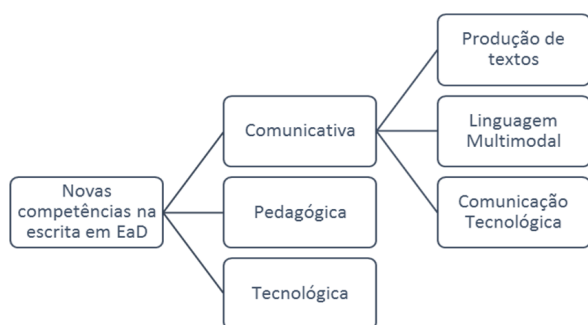 Novas
competências na
escrita em EaD
Comunicativa
Pedagógica
Tecnológica
Produção de
textos
Linguagem
Multimodal
Comunicação
Tecnológica